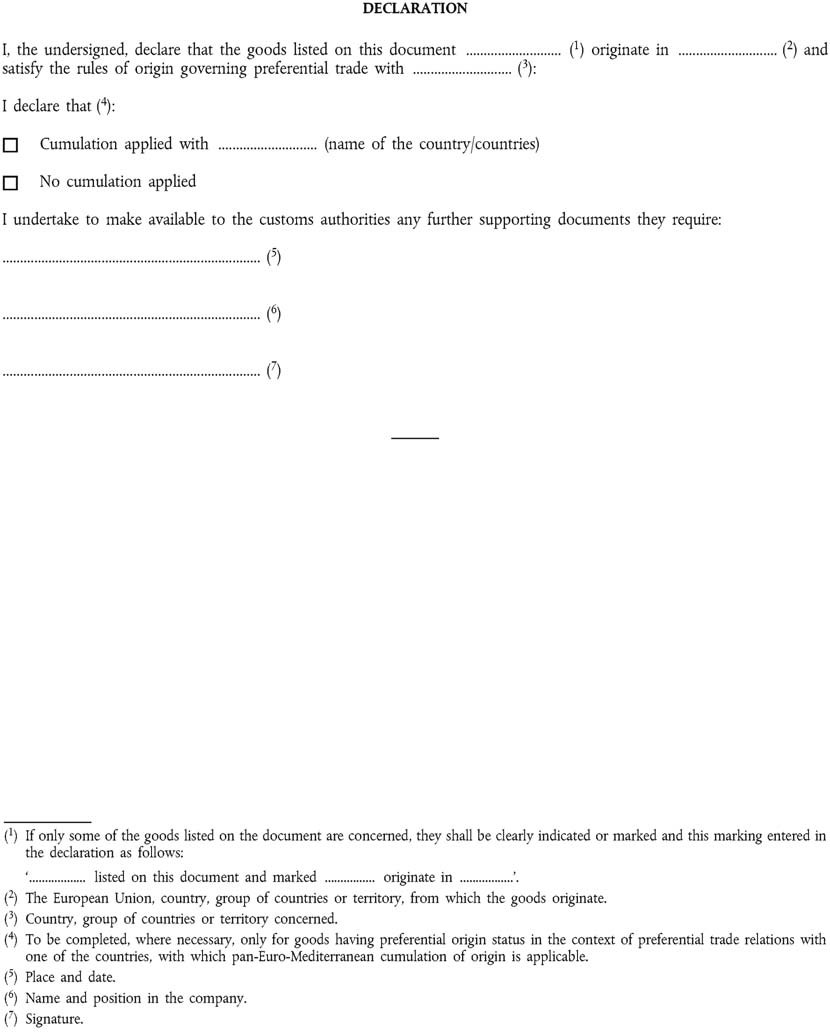 DECLARATION
I, the undersigned, declare that the goods listed on this document ........................... (1) originate in ............................ (2) and
satisfy the rules of origin governing preferential trade with ............................ (3):
I declare that (4):
☐ Cumulation applied with ............................ (name of the country/countries)
☐ No cumulation applied
I undertake to make available to the customs authorities any further supporting documents they require:
......................................................................... (5)
......................................................................... (6)
......................................................................... (7)
(1) If only some of the goods listed on the document are concerned, they shall be clearly indicated or marked and this marking entered in
the declaration as follows:
‘.................. listed on this document and marked ................ originate in .................’.
(2) The European Union, country, group of countries or territory, from which the goods originate.
(3) Country, group of countries or territory concerned.
(4) To be completed, where necessary, only for goods having preferential origin status in the context of preferential trade relations with
one of the countries, with which pan-Euro-Mediterranean cumulation of origin is applicable.
(5) Place and date.
(6) Name and position in the company.
(7) Signature.